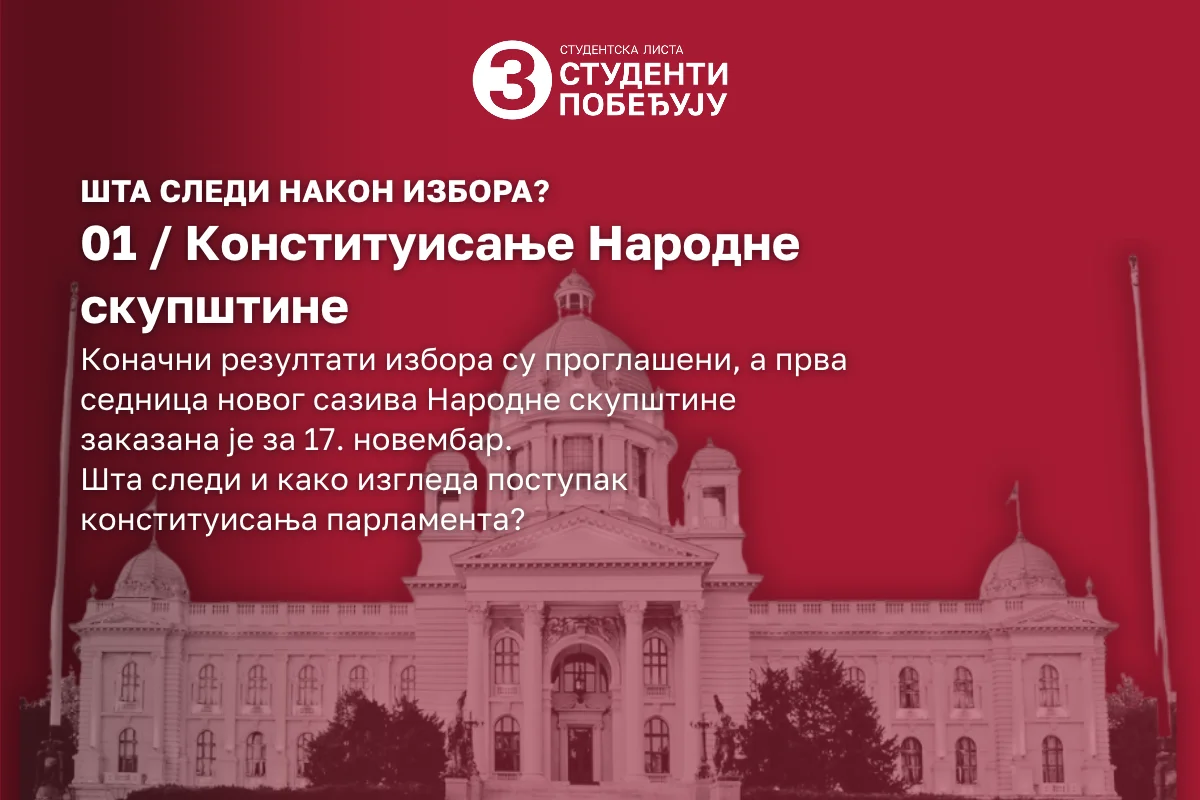 3
СТУДЕНТСКА ЛИСТА
СТУДЕНТИ
ПОБЕЂУЈУ
ШТА СЛЕДИ НАКОН ИЗБОРА?
01 / Конституисање Народне
скупштине
Коначни резултати избора су проглашени, а прва
седница новог сазива Народне скупштине
заказана је за 17. новембар.
Шта следи и како изгледа поступак
конституисања парламента?